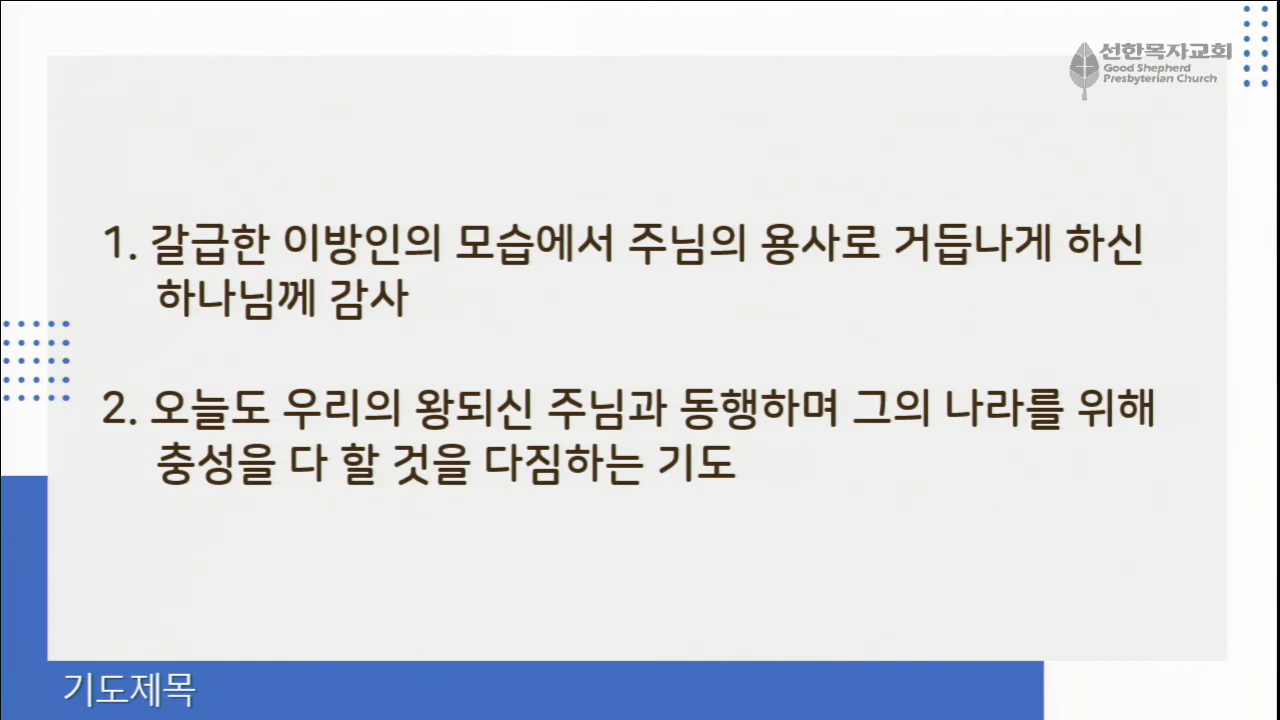 선한목자교회
Good Shepherd
Presbyterian Church
1. 갈급한 이방인의 모습에서 주님의 용사로 거듭나게 하신
하나님께 감사
2. 오늘도 우리의 왕되신 주님과 동행하며 그의 나라를 위해
충성을 다 할 것을 다짐하는 기도
기도제목